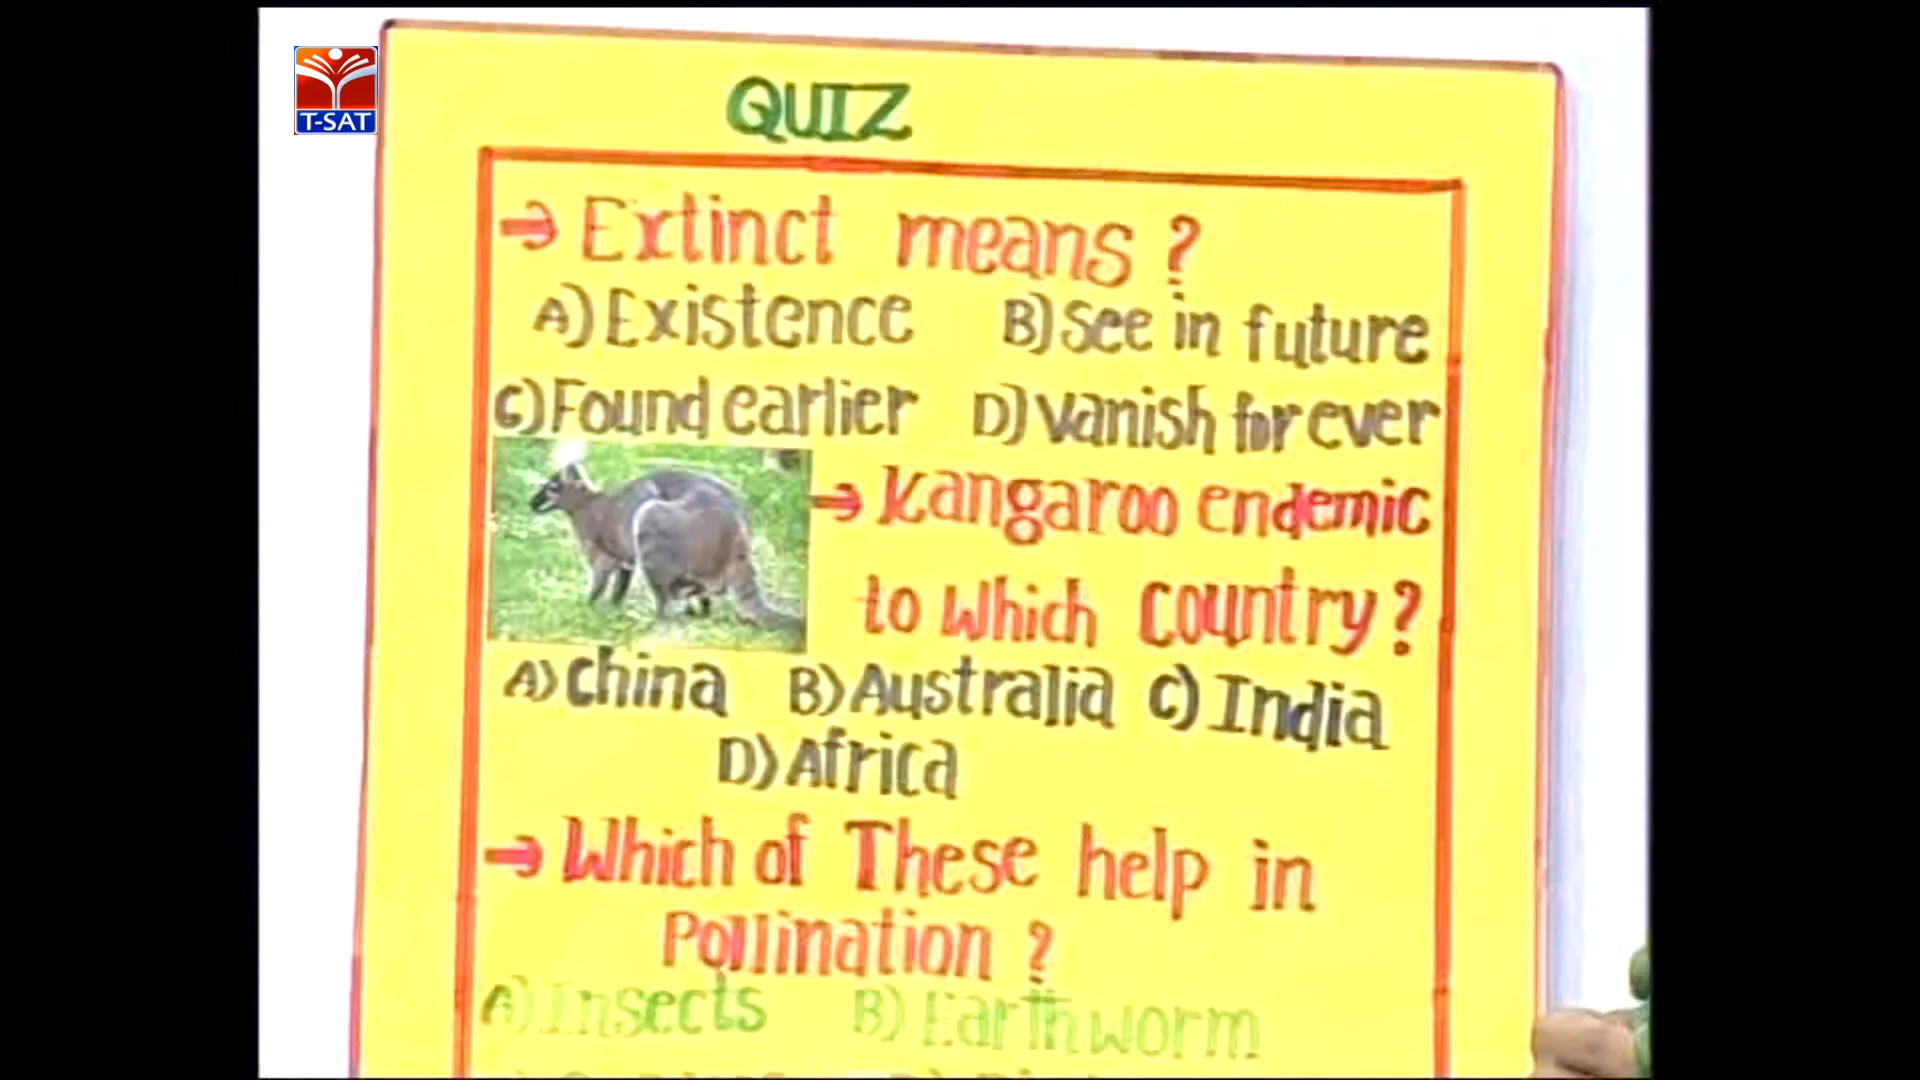 T-SAT
QUIZ
⇒ Extinct means ?
A) Existence B) See in future
C) Found earlier D) Vanish for ever
⇒ Kangaroo endemic
to Which Country ?
A) China B) Australia C) India
D) Africa
⇒ Which of These help in
Pollination ?
A) Insects B) Earthworm